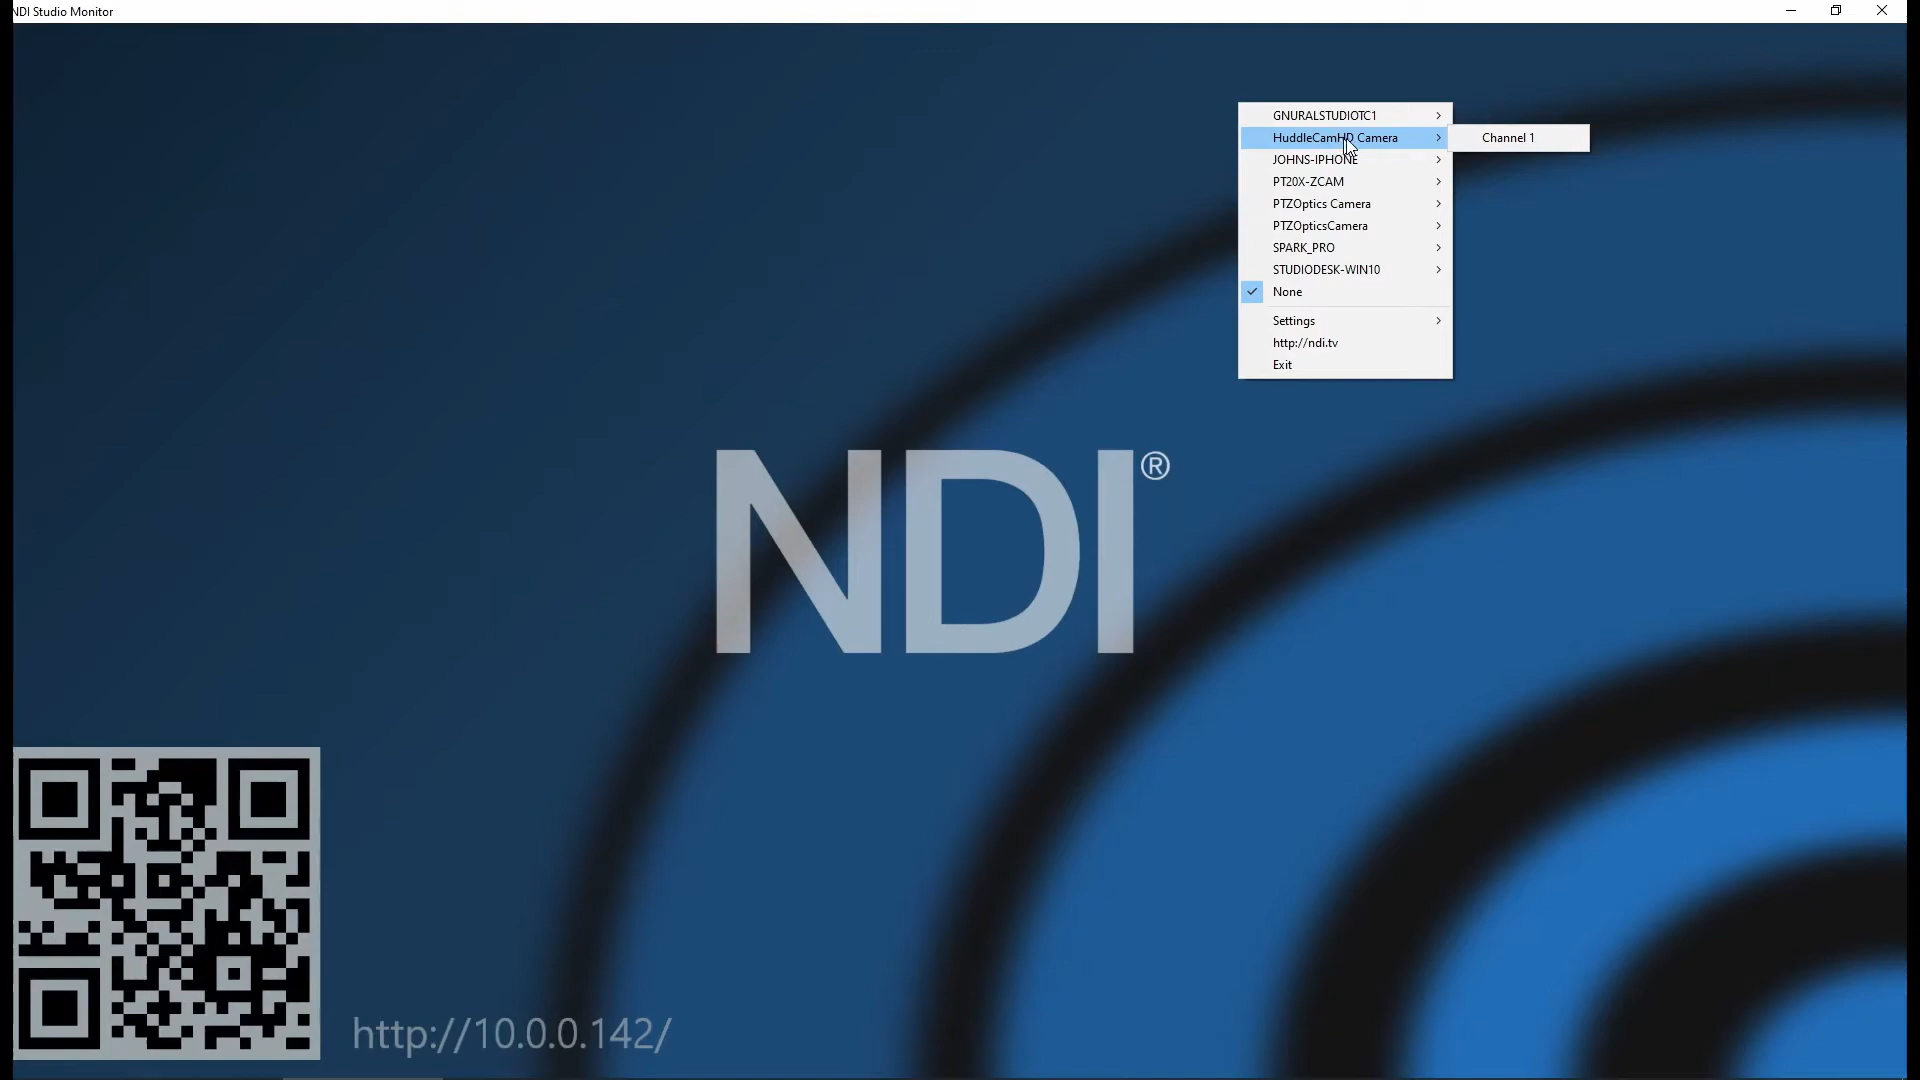 NDI Studio Monitor
GNURALSTUDIOTC1
HuddleCamHD Camera
Channel 1
JOHNS-IPHONE
PT20X-ZCAM
PTZOptics Camera
PTZOpticsCamera
SPARK_PRO
STUDIODESK-WIN10
None
Settings
http://ndi.tv
Exit
NDI®
http://10.0.0.142/